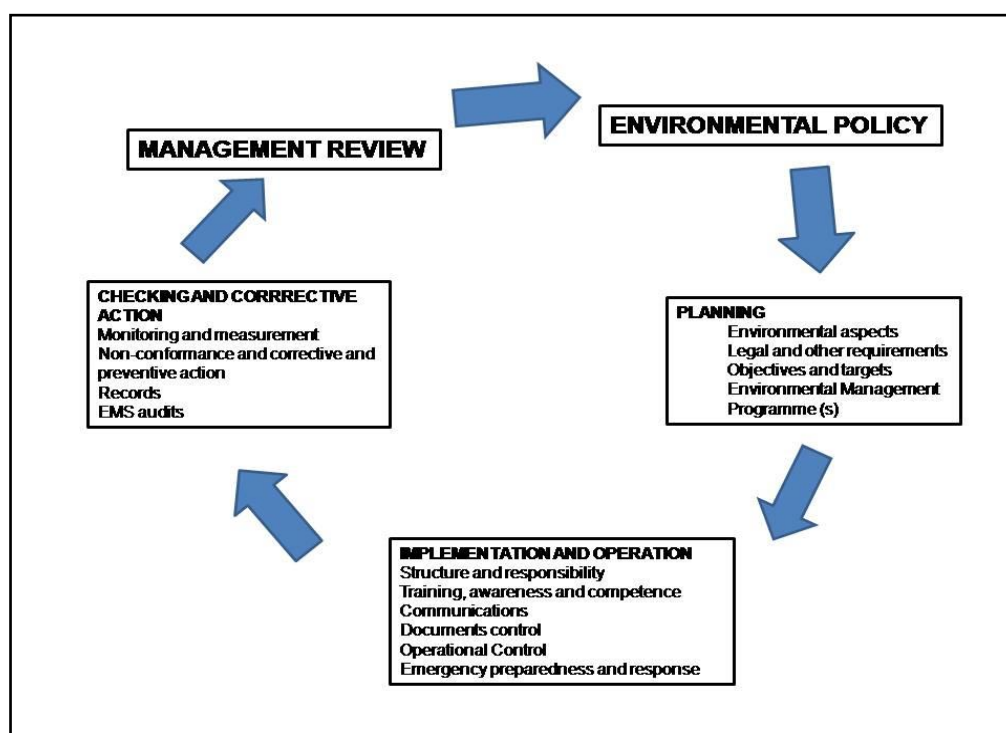 MANAGEMENT REVIEW
ENVIRONMENTAL POLICY
PLANNING
Environmental aspects
Legal and other requirements
Objectives and targets
Environmental Management
Programme (s)
IMPLEMENTATION AND OPERATION
Structure and responsibility
Training, awareness and competence
Communications
Documents control
Operational Control
Emergency preparedness and response
CHECKING AND CORRRECTIVE
ACTION
Monitoring and measurement
Non-conformance and corrective and
preventive action
Records
EMS audits